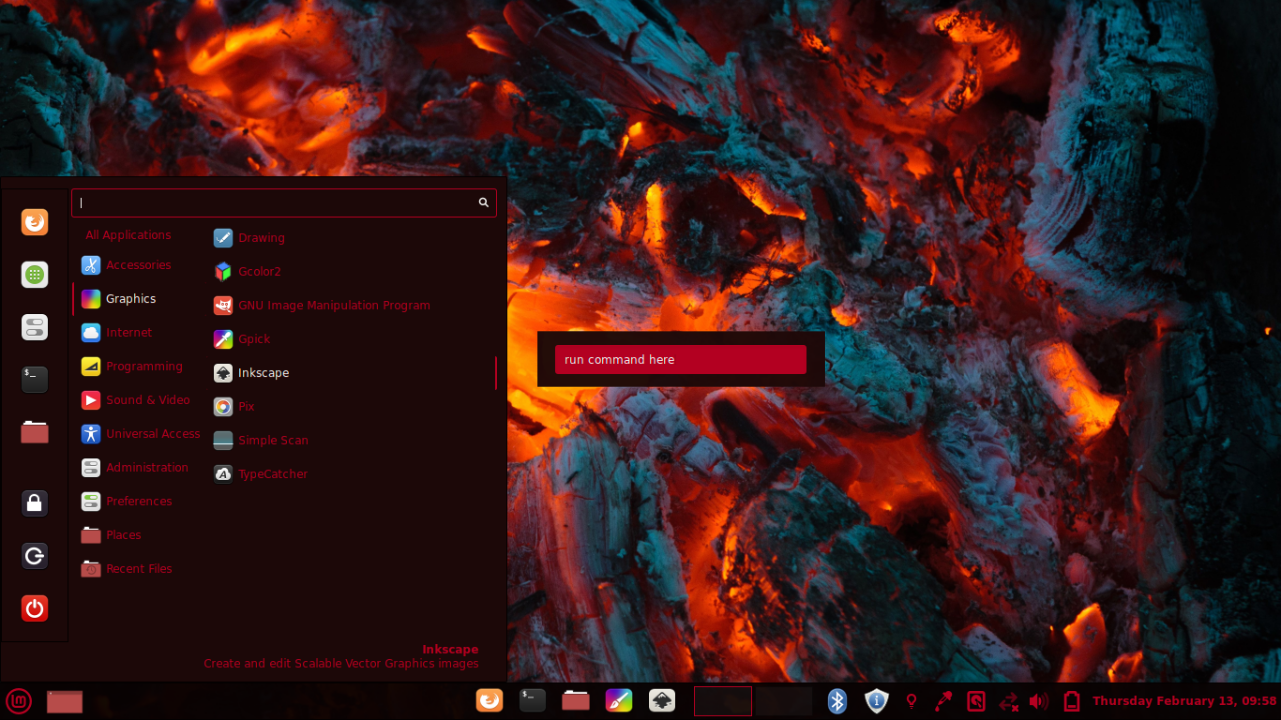 All Applications
Accessories
Graphics
Internet
Programming
Sound & Video
Universal Access
Administration
Preferences
Places
Recent Files
Drawing
Gcolor2
GNU Image Manipulation Program
Gpick
Inkscape
Pix
Simple Scan
TypeCatcher
Inkscape
Create and edit Scalable Vector Graphics images
run command here
Thursday February 13, 09:58